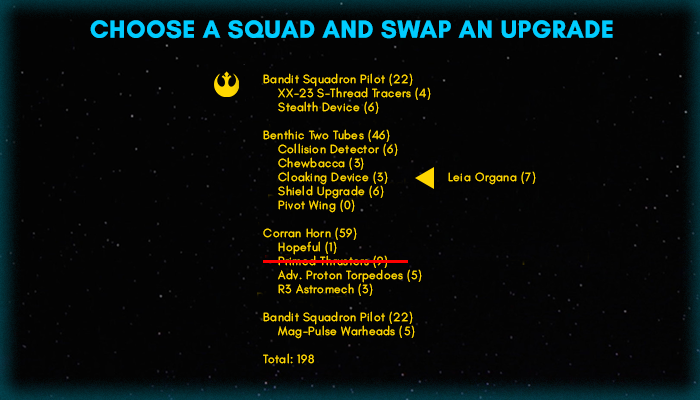 CHOOSE A SQUAD AND SWAP AN UPGRADE
Bandit Squadron Pilot (22)
XX-23 S-Thread Tracers (4)
Stealth Device (6)
Benthic Two Tubes (46)
Collision Detector (6)
Chewbacca (3)
Cloaking Device (3)
Leia Organa (7)
Shield Upgrade (6)
Pivot Wing (0)
Corran Horn (59)
Hopeful (1)
Primed Thrusters (9)
Adv. Proton Torpedoes (5)
R3 Astromech (3)
Bandit Squadron Pilot (22)
Mag-Pulse Warheads (5)
Total: 198